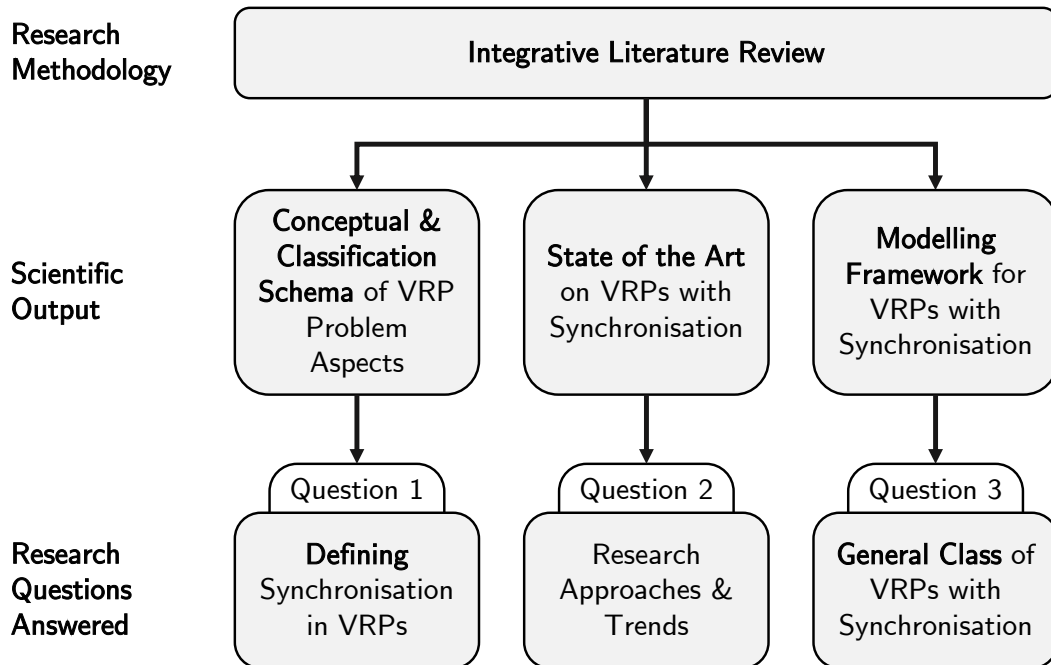 Research
Methodology
Integrative Literature Review
Scientific
Output
Conceptual &
Classification
Schema of VRP
Problem
Aspects
State of the Art
on VRPs with
Synchronisation
Modelling
Framework for
VRPs with
Synchronisation
Research
Questions
Answered
Question 1
Defining
Synchronisation
in VRPs
Question 2
Research
Approaches &
Trends
Question 3
General Class of
VRPs with
Synchronisation